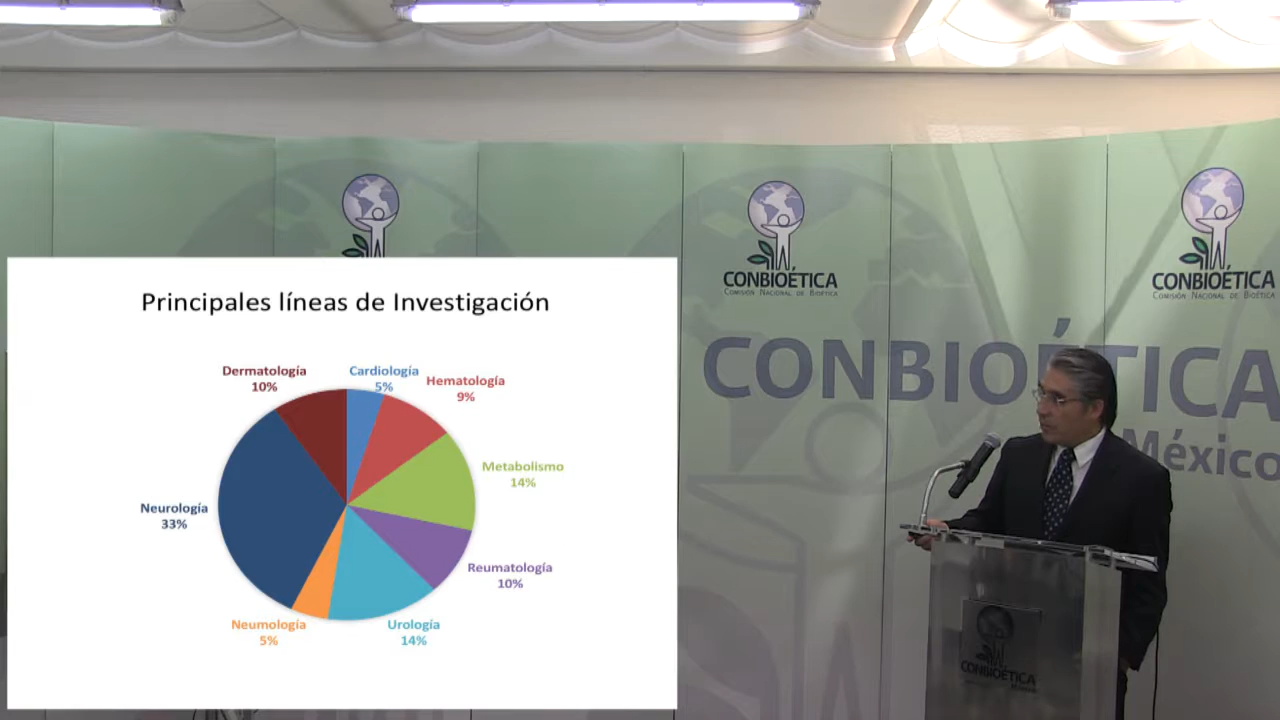 Principales líneas de Investigación
Dermatología
10%
Cardiología
5%
Hematología
9%
Metabolismo
14%
Neurología
33%
Reumatología
10%
Neumología
5%
Urología
14%
CONBIOÉTICA
COMISIÓN NACIONAL DE BIOÉTICA
CONBIOÉTICA
COMISIÓN NACIONAL DE BIOÉTICA
CONBIOÉTICA
México
CONBIOÉTICA